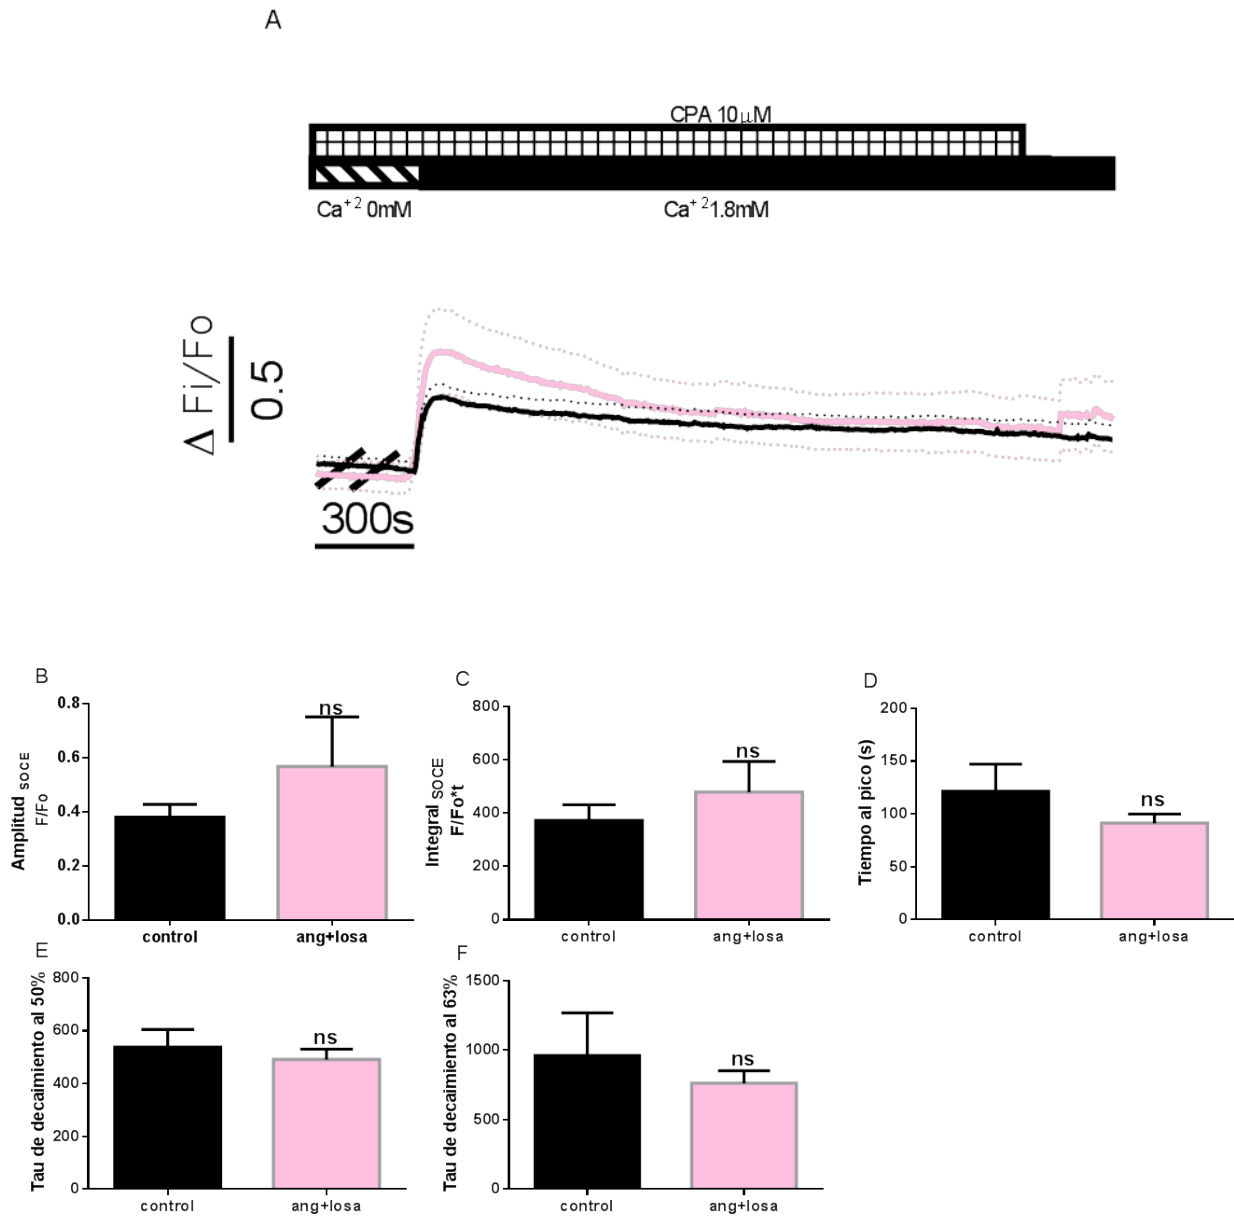 A
CPA 10µM
Ca+2 0mM
Ca+2 1.8mM
Δ Fi/Fo
0.5
300s
B
Amplitud SOCE
F/Fo
0.8
0.6
0.4
0.2
0.0
ns
control
ang+losa
C
Integral SOCE
F/Fo*t
800
600
400
200
0
ns
control
ang+losa
D
Tiempo al pico (s)
200
150
100
50
0
ns
control
ang+losa
E
Tau de decaimiento al 50%
800
600
400
200
0
ns
control
ang+losa
F
Tau de decaimiento al 63%
1500
1000
500
0
ns
control
ang+losa